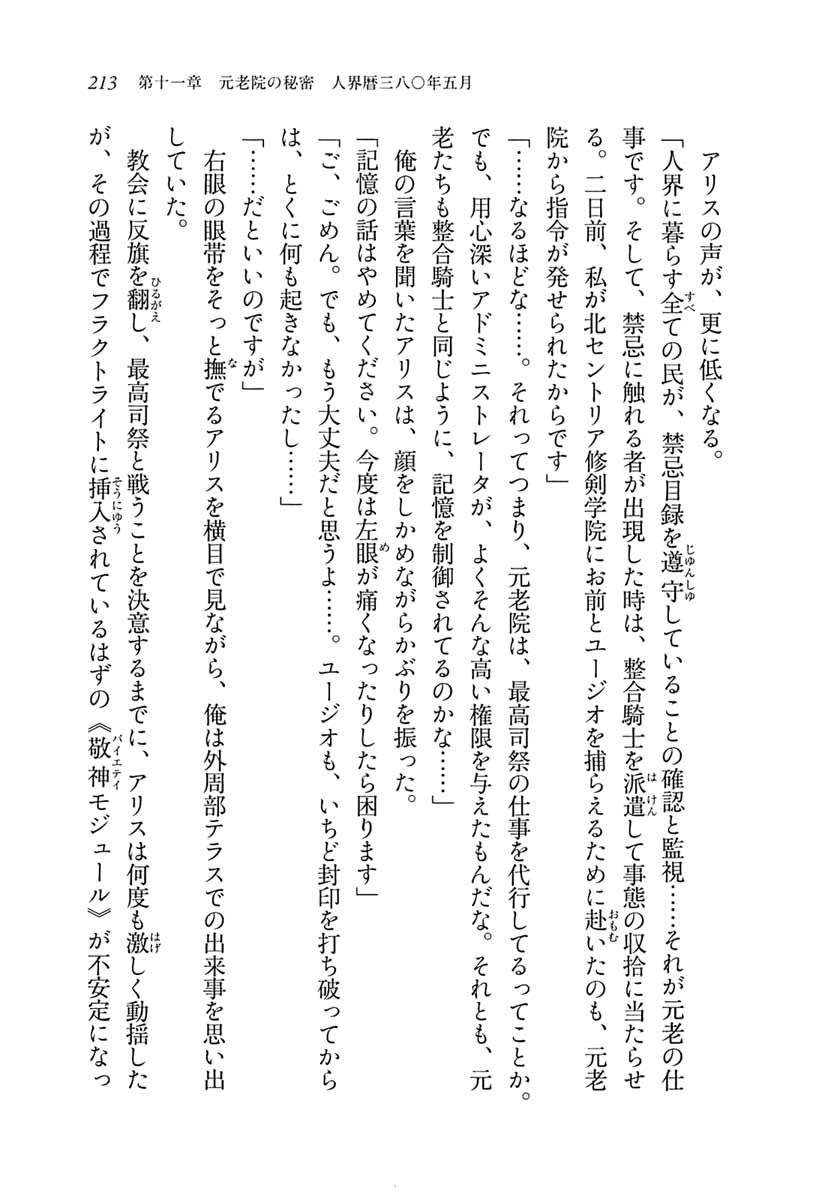 213　第十一章　元老院の秘密　人界暦三八〇年五月
　アリスの声が、更に低くなる。
「人界に暮らす全ての民が、禁忌目録を遵守していることの確認と監視……それが元老の仕
事です。そして、禁忌に触れる者が出現した時は、整合騎士を派遣して事態の収拾に当たらせ
る。二日前、私が北セントリア修剣学院にお前とユージオを捕らえるために赴いたのも、元老
院から指令が発せられたからです」
「……なるほどな……。それってつまり、元老院は、最高司祭の仕事を代行してるってことか。
でも、用心深いアドミニストレータが、よくそんな高い権限を与えたもんだな。それとも、元
老たちも整合騎士と同じように、記憶を制御されてるのかな……」
　俺の言葉を聞いたアリスは、顔をしかめながらかぶりを振った。
「記憶の話はやめてください。今度は左眼が痛くなったりしたら困ります」
「ご、ごめん。でも、もう大丈夫だと思うよ……。ユージオも、いちど封印を打ち破ってから
は、とくに何も起きなかったし……」
「……だといいのですが」
　右眼の眼帯をそっと撫でるアリスを横目で見ながら、俺は外周部テラスでの出来事を思い出
していた。
　教会に反旗を翻し、最高司祭と戦うことを決意するまでに、アリスは何度も激しく動揺した
が、その過程でフラクトライトに挿入されているはずの《敬神モジュール》が不安定になっ